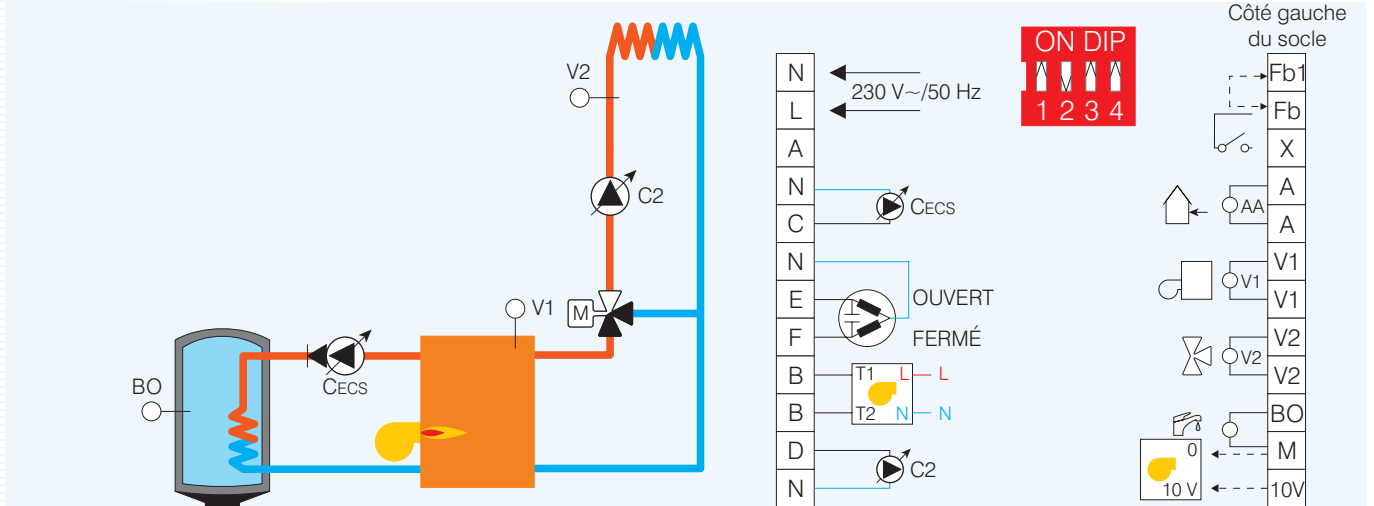 Côté gauche
du socle
V2
C2
V1
M
BO
CECS
N
L
A
N
C
N
E
F
B
B
D
N
230 V~/50 Hz
CECS
OUVERT
FERMÉ
T1 L L
T2 N N
C2
ON DIP
1 2 3 4
Fb1
Fb
X
A
AA
A
V1
V1
V1
V2
V2
V2
BO
M
10V
0
10 V